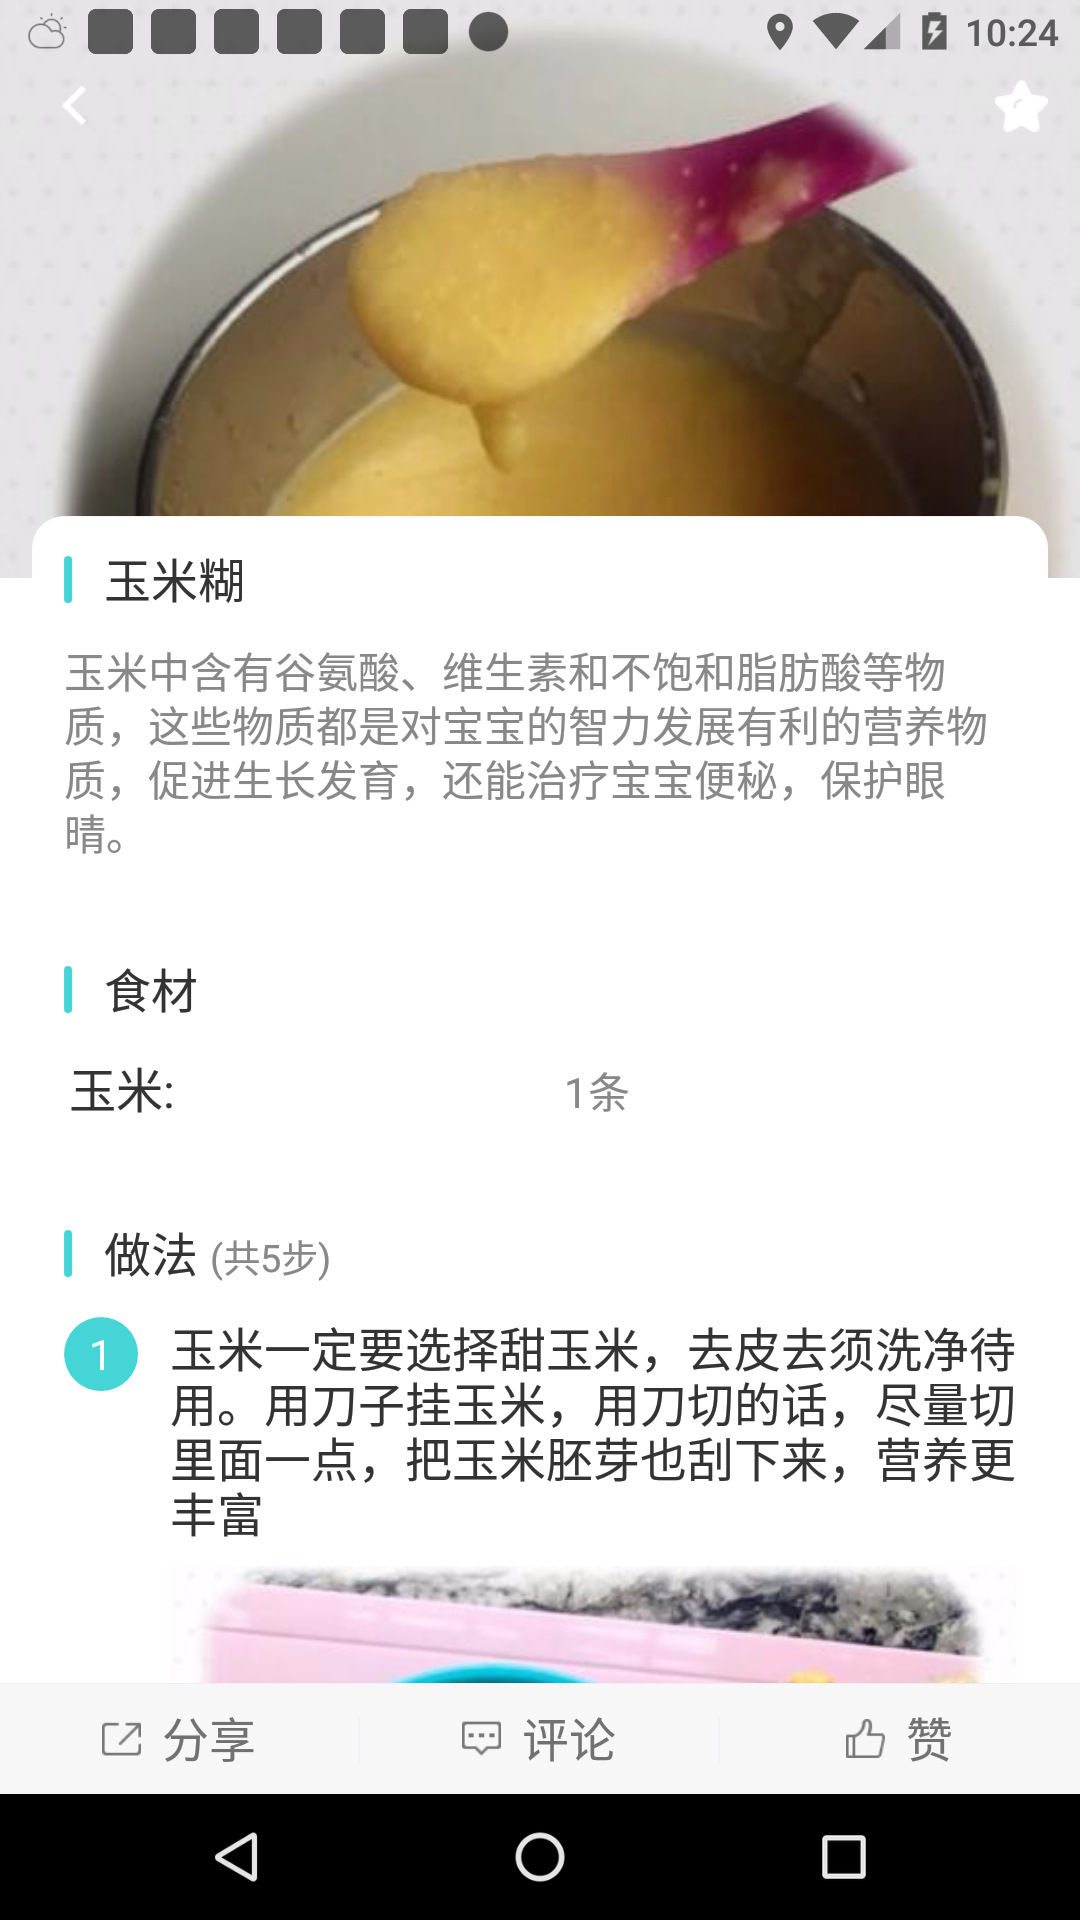 10:24
玉米糊
玉米中含有谷氨酸、维生素和不饱和脂肪酸等物
质，这些物质都是对宝宝的智力发展有利的营养物
质，促进生长发育，还能治疗宝宝便秘，保护眼
睛。
食材
玉米: 1条
做法 (共5步)
1 玉米一定要选择甜玉米，去皮去须洗净待
用。用刀子挂玉米，用刀切的话，尽量切
里面一点，把玉米胚芽也刮下来，营养更
丰富
分享 评论 赞